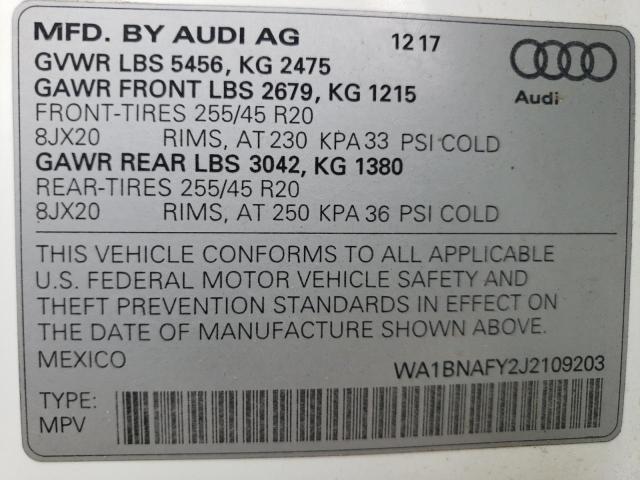 MFD. BY AUDI AG 12 17
GVWR LBS 5456, KG 2475
GAWR FRONT LBS 2679, KG 1215
Audi
FRONT-TIRES 255/45 R20
8JX20 RIMS, AT 230 KPA 33 PSI COLD
GAWR REAR LBS 3042, KG 1380
REAR-TIRES 255/45 R20
8JX20 RIMS, AT 250 KPA 36 PSI COLD
THIS VEHICLE CONFORMS TO ALL APPLICABLE
U.S. FEDERAL MOTOR VEHICLE SAFETY AND
THEFT PREVENTION STANDARDS IN EFFECT ON
THE DATE OF MANUFACTURE SHOWN ABOVE.
MEXICO WA1BNAFY2J2109203
TYPE:
MPV